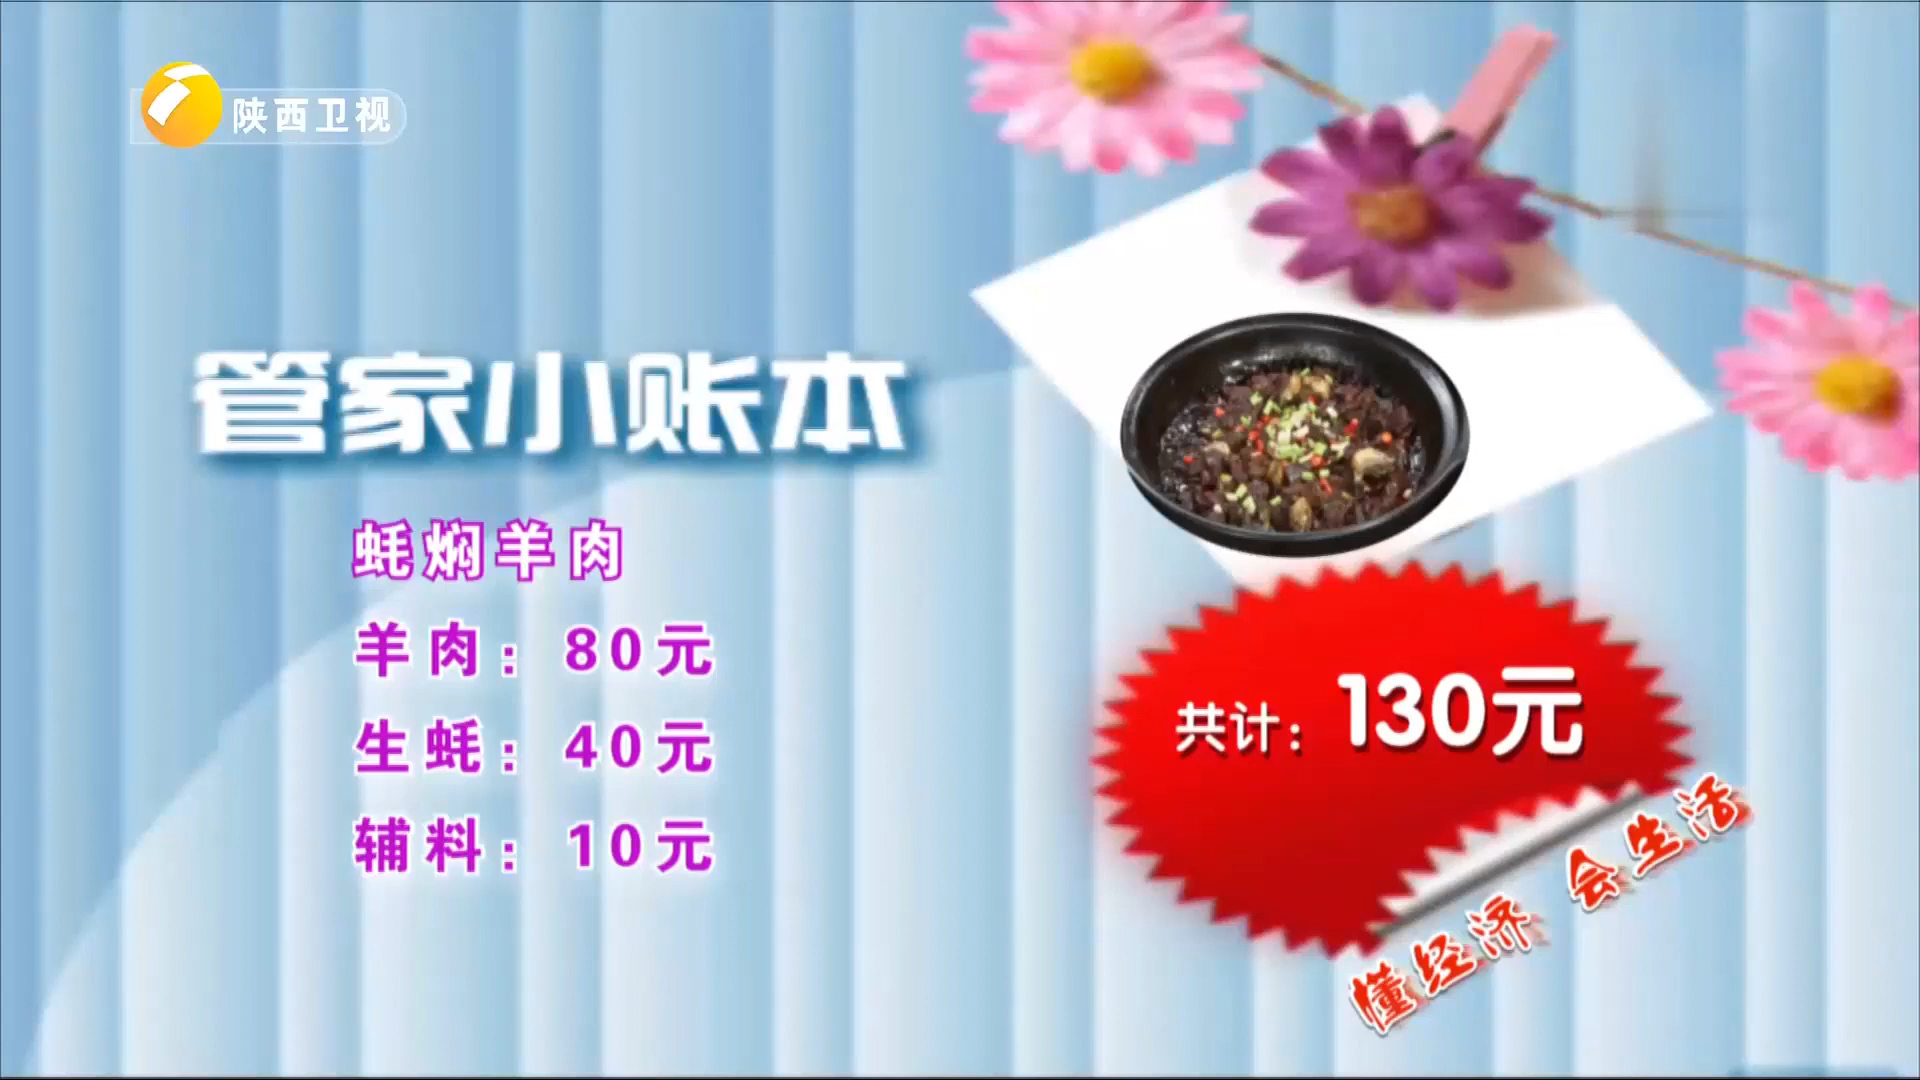 陕西卫视
管家小账本
蚝焖羊肉
羊肉：80元
生蚝：40元
辅料：10元
共计：130元
懂经济 会生活